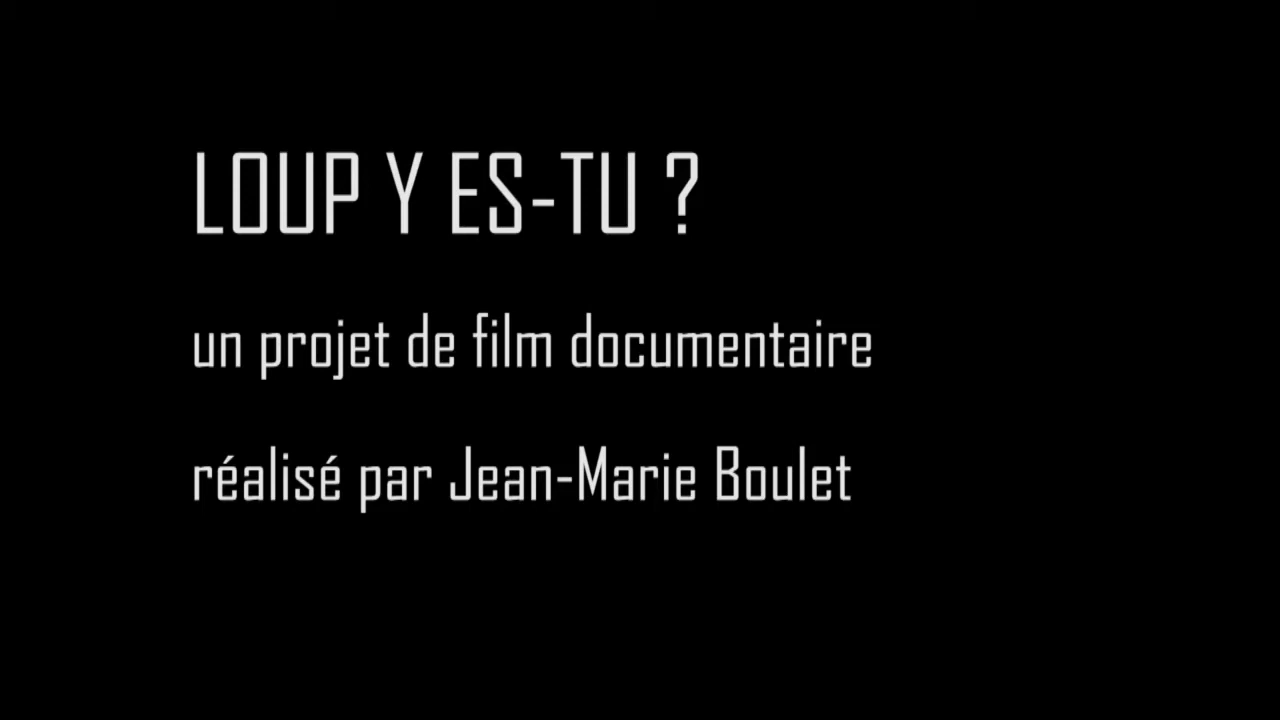 LOUP Y ES-TU ?
un projet de film documentaire
réalisé par Jean-Marie Boulet